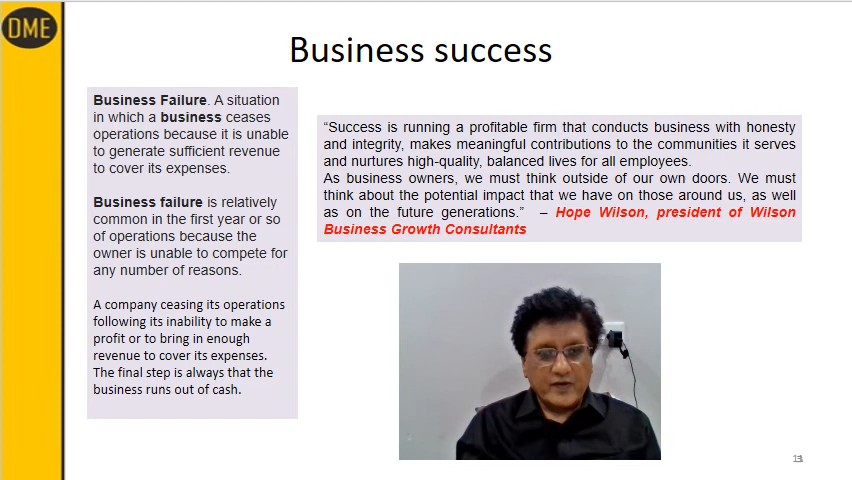 DME
Business success
Business Failure. A situation
in which a business ceases
operations because it is unable
to generate sufficient revenue
to cover its expenses.
Business failure is relatively
common in the first year or so
of operations because the
owner is unable to compete for
any number of reasons.
A company ceasing its operations
following its inability to make a
profit or to bring in enough
revenue to cover its expenses.
The final step is always that the
business runs out of cash.
“Success is running a profitable firm that conducts business with honesty
and integrity, makes meaningful contributions to the communities it serves
and nurtures high-quality, balanced lives for all employees.
As business owners, we must think outside of our own doors. We must
think about the potential impact that we have on those around us, as well
as on the future generations.” – Hope Wilson, president of Wilson
Business Growth Consultants